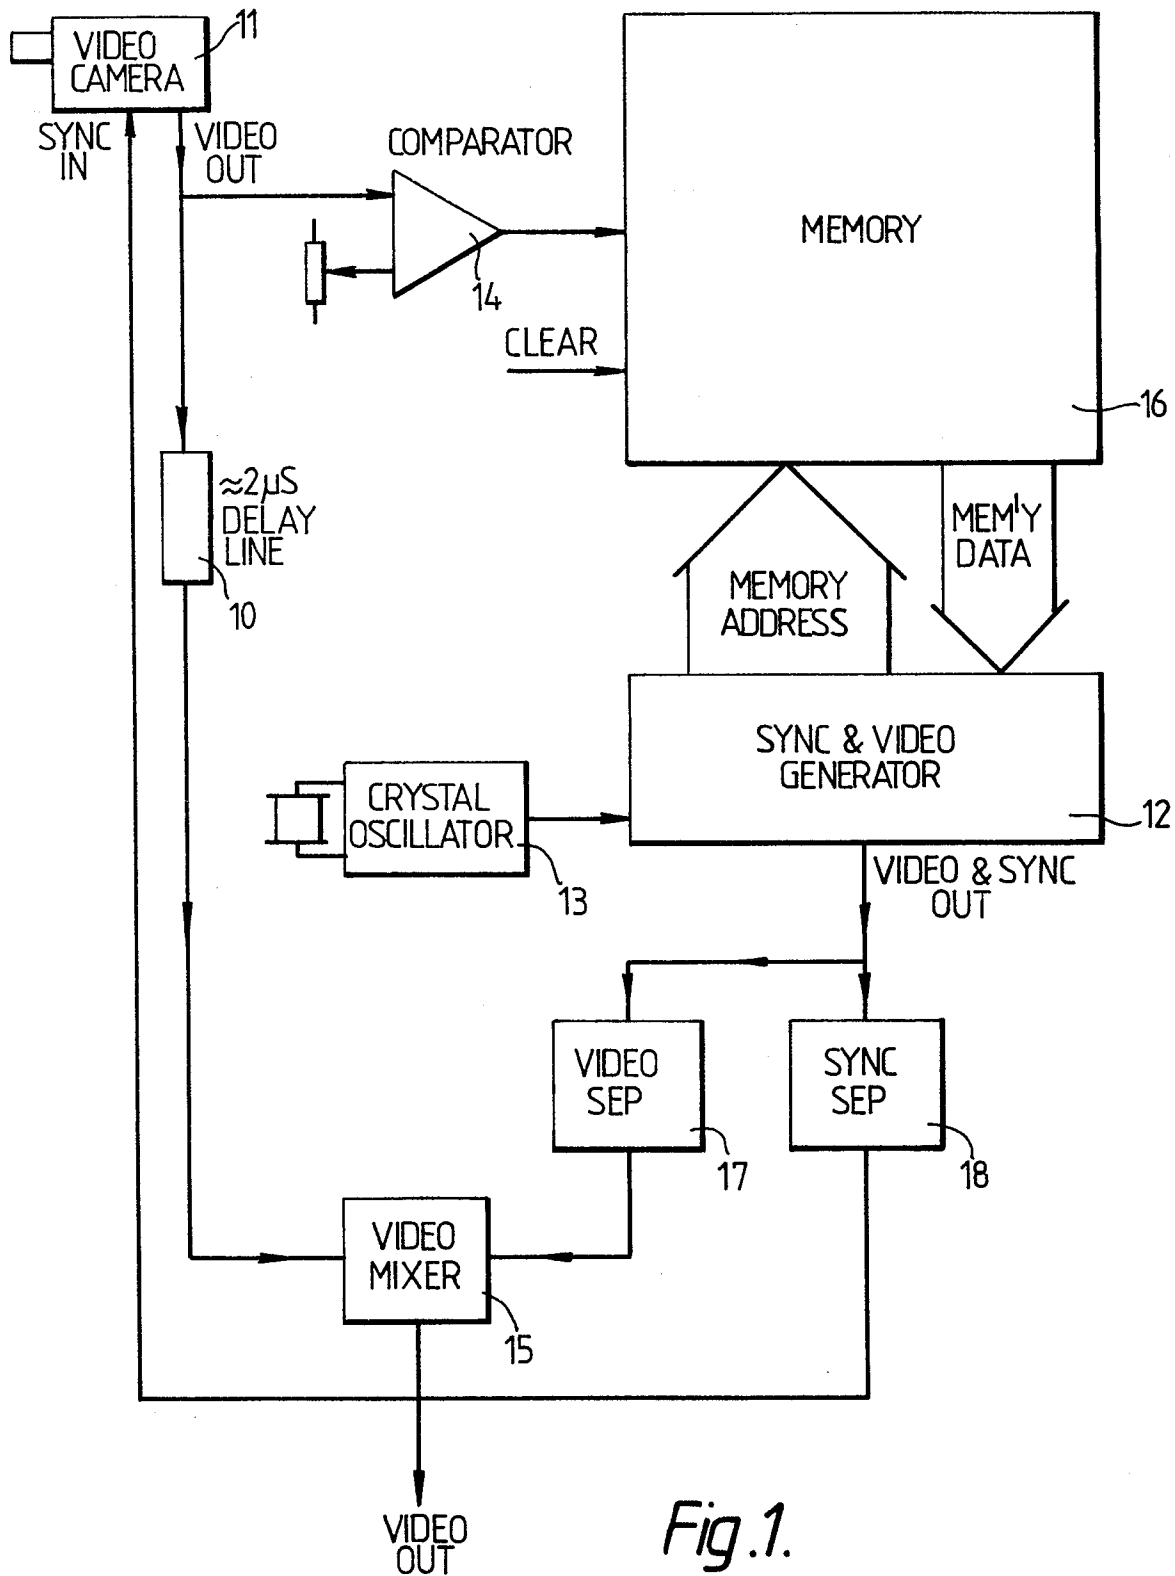 11
VIDEO
CAMERA
SYNC
IN
VIDEO
OUT
COMPARATOR
14
MEMORY
CLEAR
16
≈2µS
DELAY
LINE
10
MEMORY
ADDRESS
MEM'Y
DATA
SYNC & VIDEO
GENERATOR
12
CRYSTAL
OSCILLATOR
13
VIDEO & SYNC
OUT
VIDEO
SEP
17
SYNC
SEP
18
VIDEO
MIXER
15
VIDEO
OUT
Fig.1.